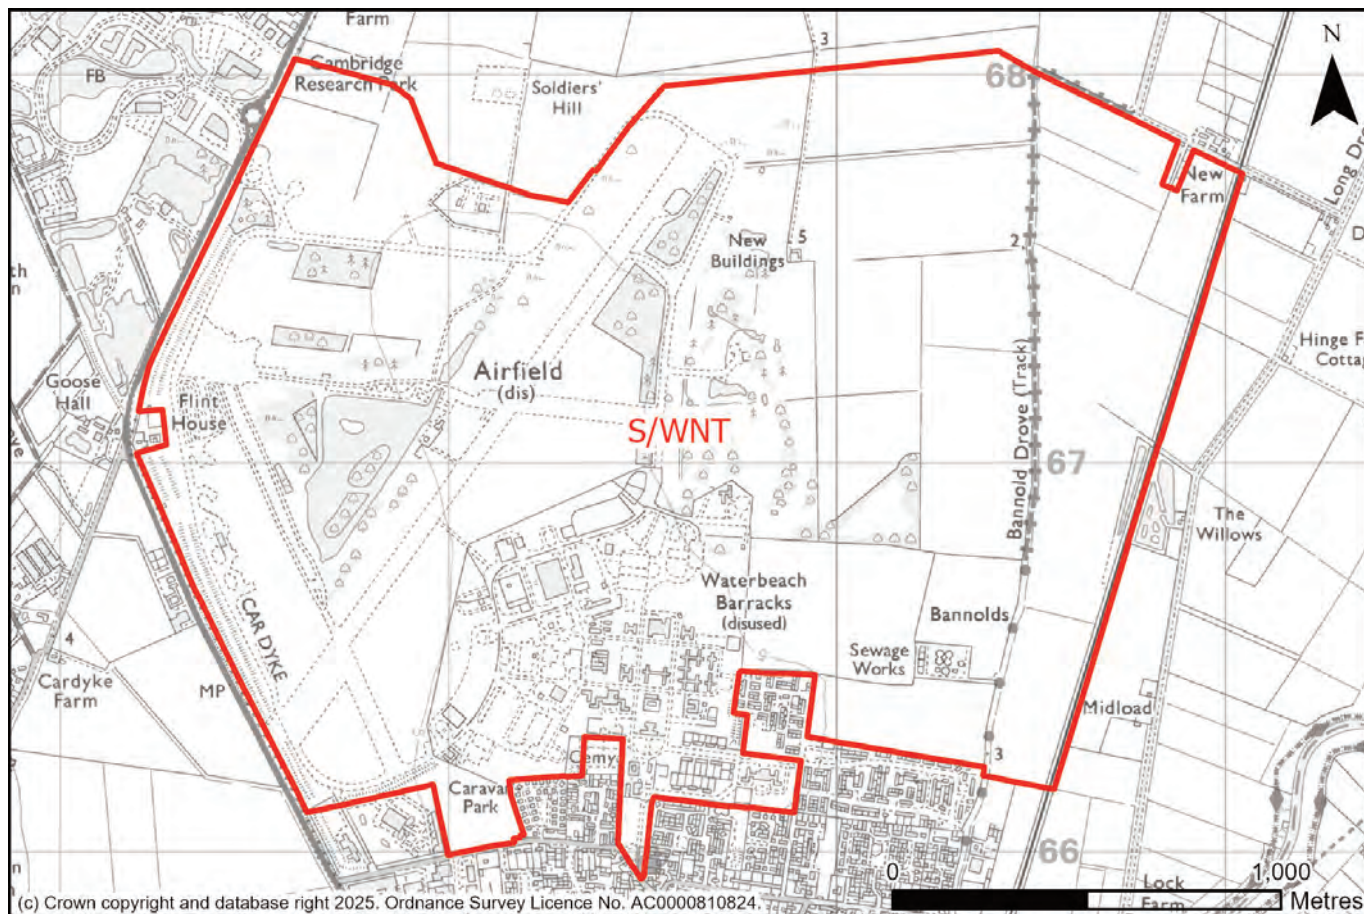 Farm
FB
Cambridge
Research Park
Soldiers'
Hill
3
68
N
New
Farm
Long Dr
New
Buildings
5
2
Hinge F
Cotta
Goose
Hall
Flint
House
Airfield
(dis)
S/WNT
Bannold Drove (Track)
67
The
Willows
CAR DYKE
4
Cardyke
Farm
MP
Waterbeach
Barracks
(disused)
Bannolds
Sewage
Works
Midload
3
Cemy
Caravan
Park
66
0
1,000
Metres
Lock
Farm
(c) Crown copyright and database right 2025. Ordnance Survey Licence No. AC0000810824.